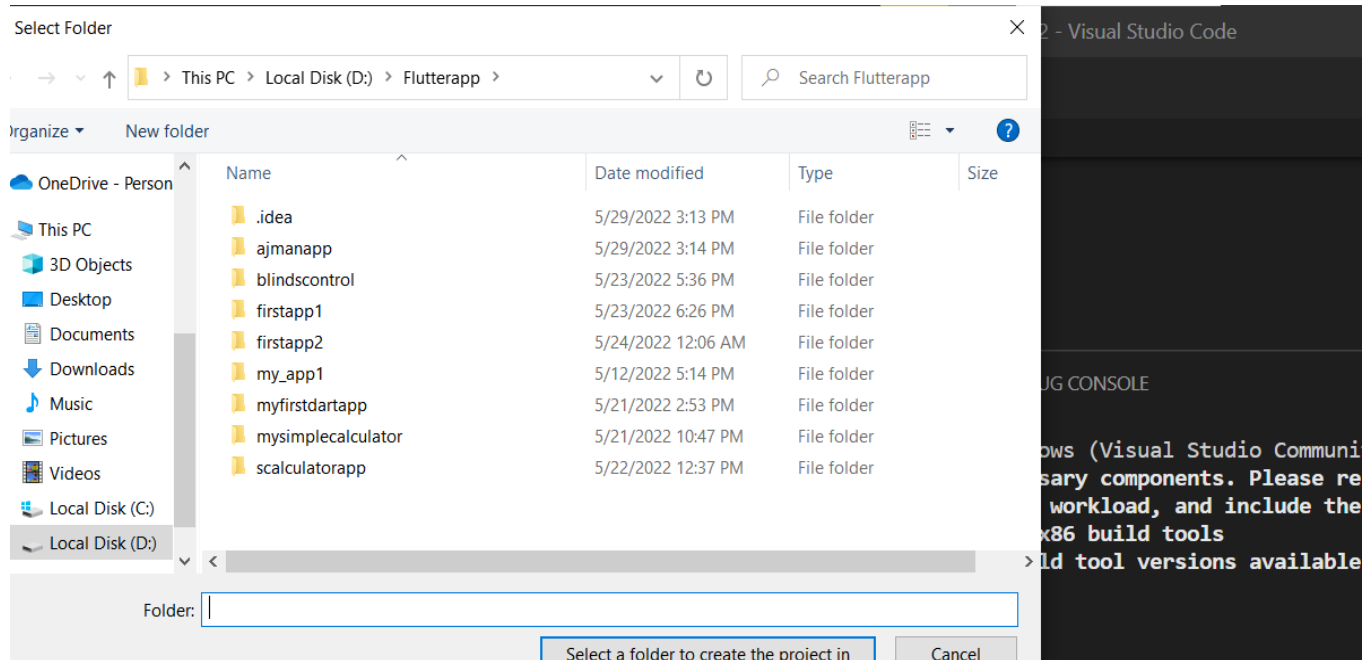 Select Folder
2 - Visual Studio Code
This PC > Local Disk (D:) > Flutterapp >
Search Flutterapp
Organize
New folder
Name
Date modified
Type
Size
OneDrive - Person
This PC
3D Objects
Desktop
Documents
Downloads
Music
Pictures
Videos
Local Disk (C:)
Local Disk (D:)
.idea 5/29/2022 3:13 PM File folder
ajmanapp 5/29/2022 3:14 PM File folder
blindscontrol 5/23/2022 5:36 PM File folder
firstapp1 5/23/2022 6:26 PM File folder
firstapp2 5/24/2022 12:06 AM File folder
my_app1 5/12/2022 5:14 PM File folder
myfirstdartapp 5/21/2022 2:53 PM File folder
mysimplecalculator 5/21/2022 10:47 PM File folder
scalculatorapp 5/22/2022 12:37 PM File folder
Folder:
Select a folder to create the project in
Cancel
UG CONSOLE
ows (Visual Studio Communi
sary components. Please re
workload, and include the
x86 build tools
ld tool versions available